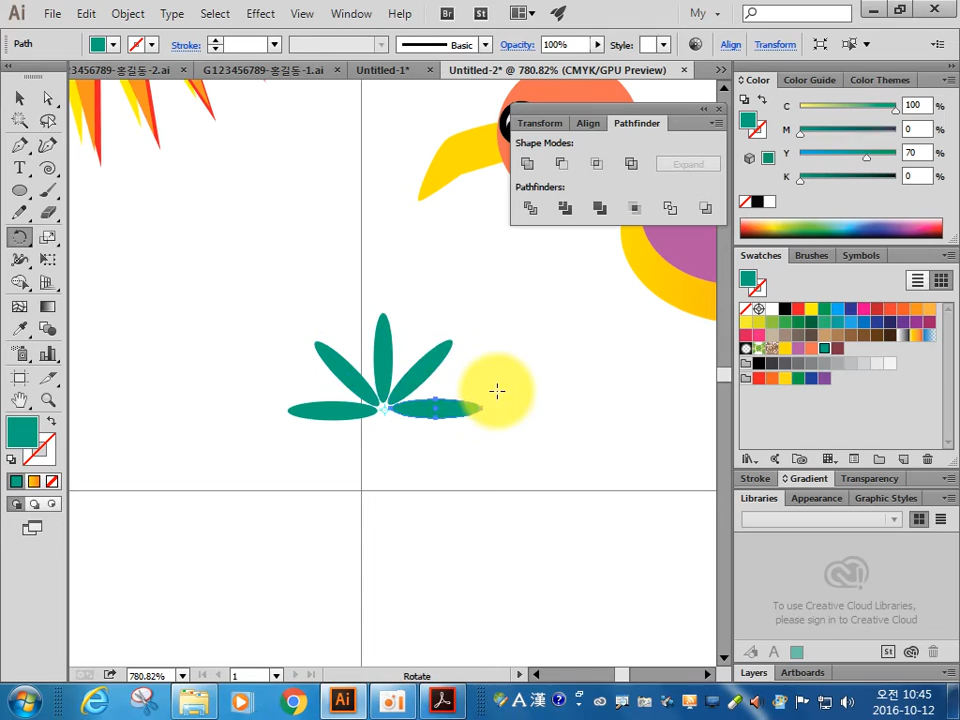 Ai File Edit Object Type Select Effect View Window Help Br St My
Path Stroke: Basic Opacity: 100% Style: Align Transform
3456789-홍길동-2.ai × G123456789-홍길동-1.ai × Untitled-1* × Untitled-2* @ 780.82% (CMYK/GPU Preview) ×
Color Color Guide Color Themes
C 100 %
M 0 %
Y 70 %
K 0 %
Transform Align Pathfinder
Shape Modes:
Expand
Pathfinders:
Swatches Brushes Symbols
Stroke Gradient Transparency
Libraries Appearance Graphic Styles
To use Creative Cloud Libraries,
please sign in to Creative Cloud
St
Layers Artboards
780.82% 1 Rotate
Ai A 漢 오전 10:45
2016-10-12